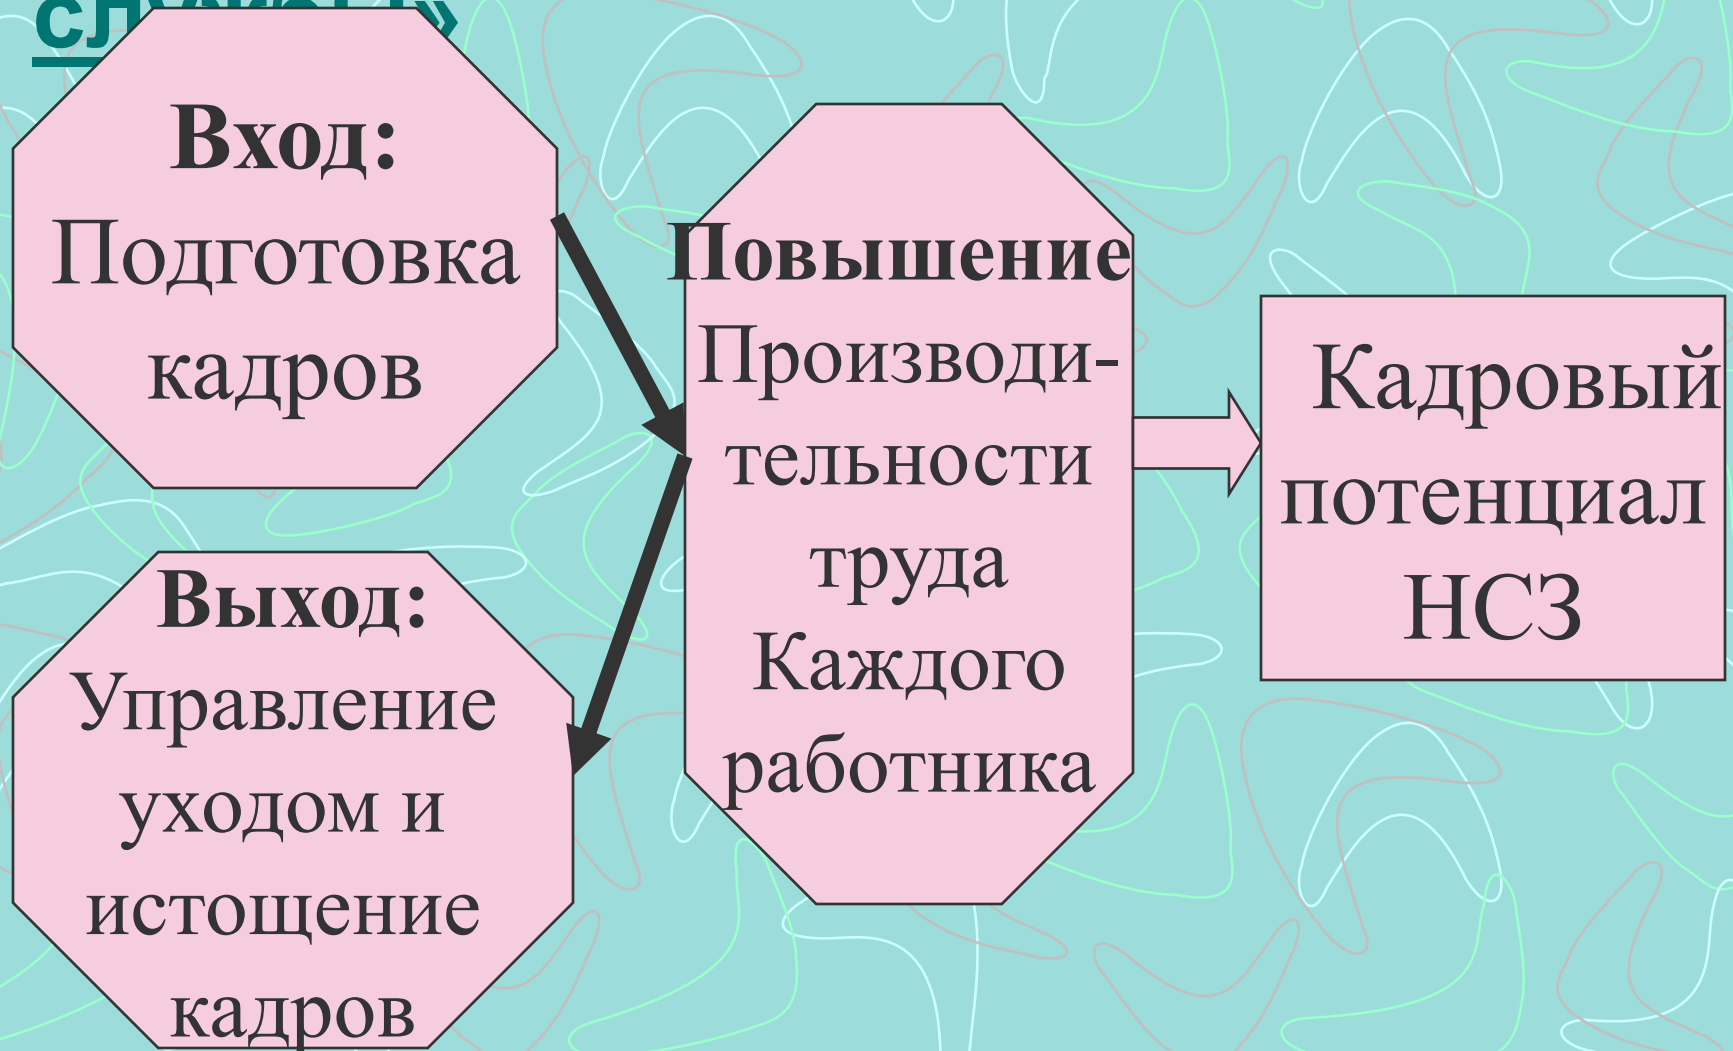 Вход:
Подготовка
кадров
Выход:
Управление
уходом и
истощение
кадров
Повышение
Производи-
тельности
труда
Каждого
работника
Кадровый
потенциал
НСЗ